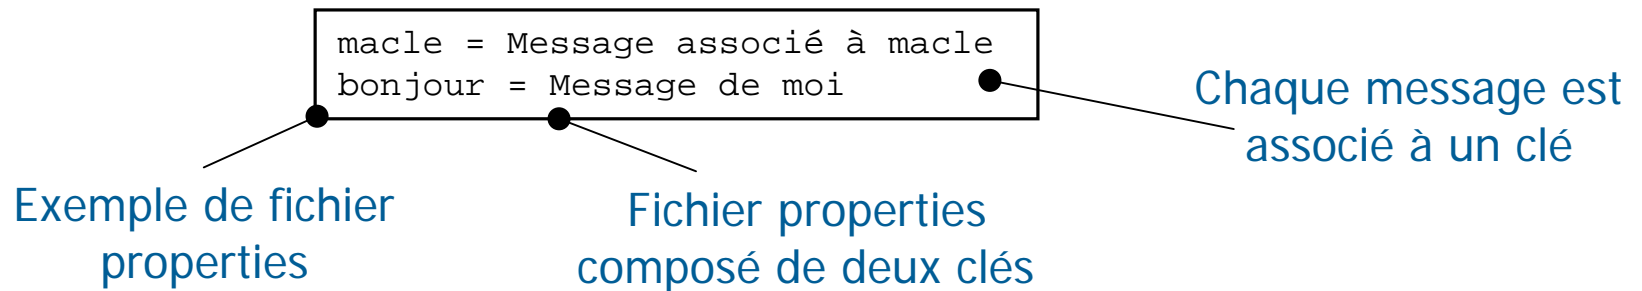 macle = Message associé à macle
bonjour = Message de moi
Chaque message est
associé à un clé
Exemple de fichier
properties
Fichier properties
composé de deux clés